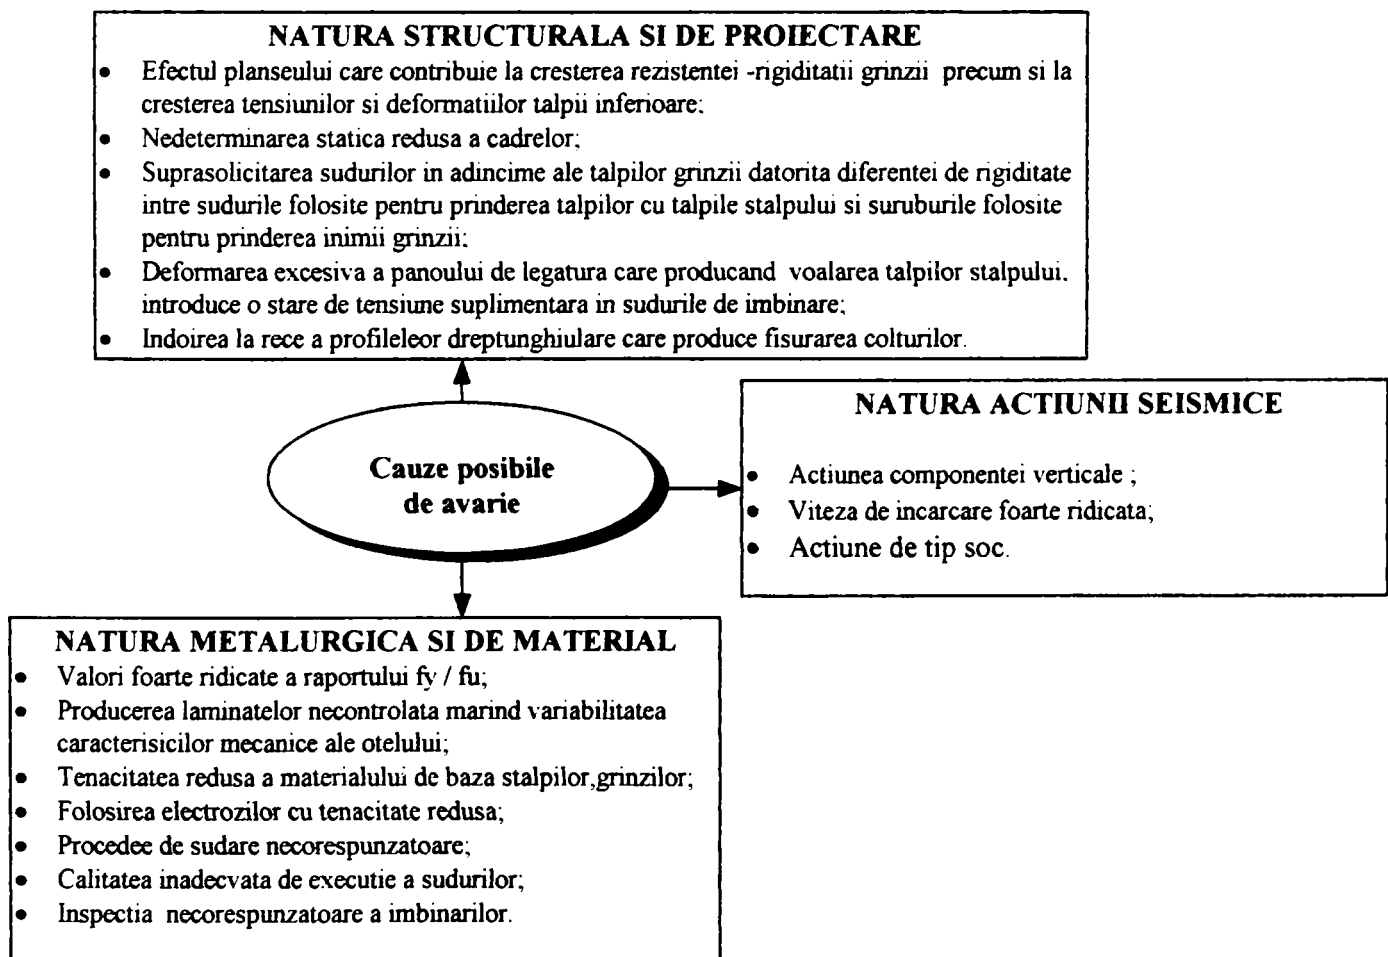 NATURA STRUCTURALA SI DE PROIECTARE
• Efectul planseului care contribuie la cresterea rezistentei -rigiditatii grinzii precum si la
cresterea tensiunilor si deformatiilor talpii inferioare;
• Nedeterminarea statica redusa a cadrelor;
• Suprasolicitarea sudurilor in adincime ale talpilor grinzii datorita diferentei de rigiditate
intre sudurile folosite pentru prinderea talpilor cu talpile stalpului si suruburile folosite
pentru prinderea inimii grinzii;
• Deformarea excesiva a panoului de legatura care producand voalarea talpilor stalpului,
introduce o stare de tensiune suplimentara in sudurile de imbinare;
• Indoirea la rece a profileleor dreptunghiulare care produce fisurarea colturilor.
Cauze posibile
de avarie
NATURA ACTIUNII SEISMICE
• Actiunea componentei verticale ;
• Viteza de incarcare foarte ridicata;
• Actiune de tip soc.
NATURA METALURGICA SI DE MATERIAL
• Valori foarte ridicate a raportului fy / fu;
• Producerea laminatelor necontrolata marind variabilitatea
caracterisicilor mecanice ale otelului;
• Tenacitatea redusa a materialului de baza stalpilor,grinzilor;
• Folosirea electrozilor cu tenacitate redusa;
• Procedee de sudare necorespunzatoare;
• Calitatea inadecvata de executie a sudurilor;
• Inspectia necorespunzatoare a imbinarilor.